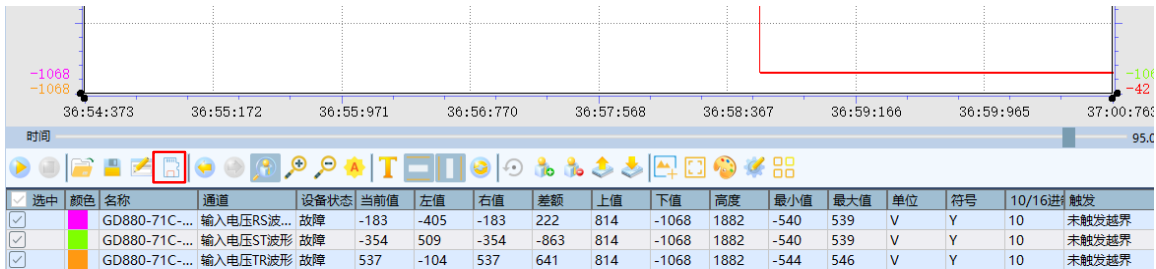 -1068
-1068
-106
-42
36:54:373 36:55:172 36:55:971 36:56:770 36:57:568 36:58:367 36:59:166 36:59:965 37:00:763
时间 95.0
选中 颜色 名称 通道 设备状态 当前值 左值 右值 差额 上值 下值 高度 最小值 最大值 单位 符号 10/16进 触发
GD880-71C-... 输入电压RS波... 故障 -183 -405 -183 222 814 -1068 1882 -540 539 V Y 10 未触发越界
GD880-71C-... 输入电压ST波形 故障 -354 509 -354 -863 814 -1068 1882 -540 539 V Y 10 未触发越界
GD880-71C-... 输入电压TR波形 故障 537 -104 537 641 814 -1068 1882 -544 546 V Y 10 未触发越界